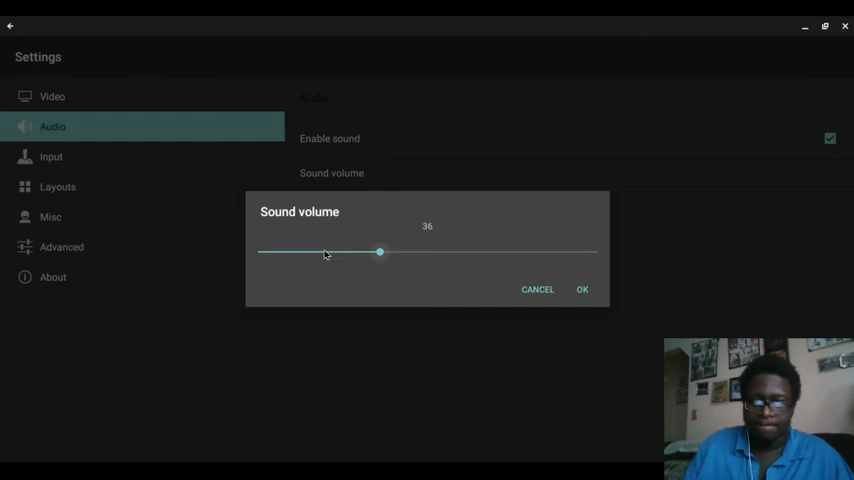 Settings
Video
Audio
Input
Layouts
Misc
Advanced
About
Audio
Enable sound
Sound volume
Sound volume
36
CANCEL
OK